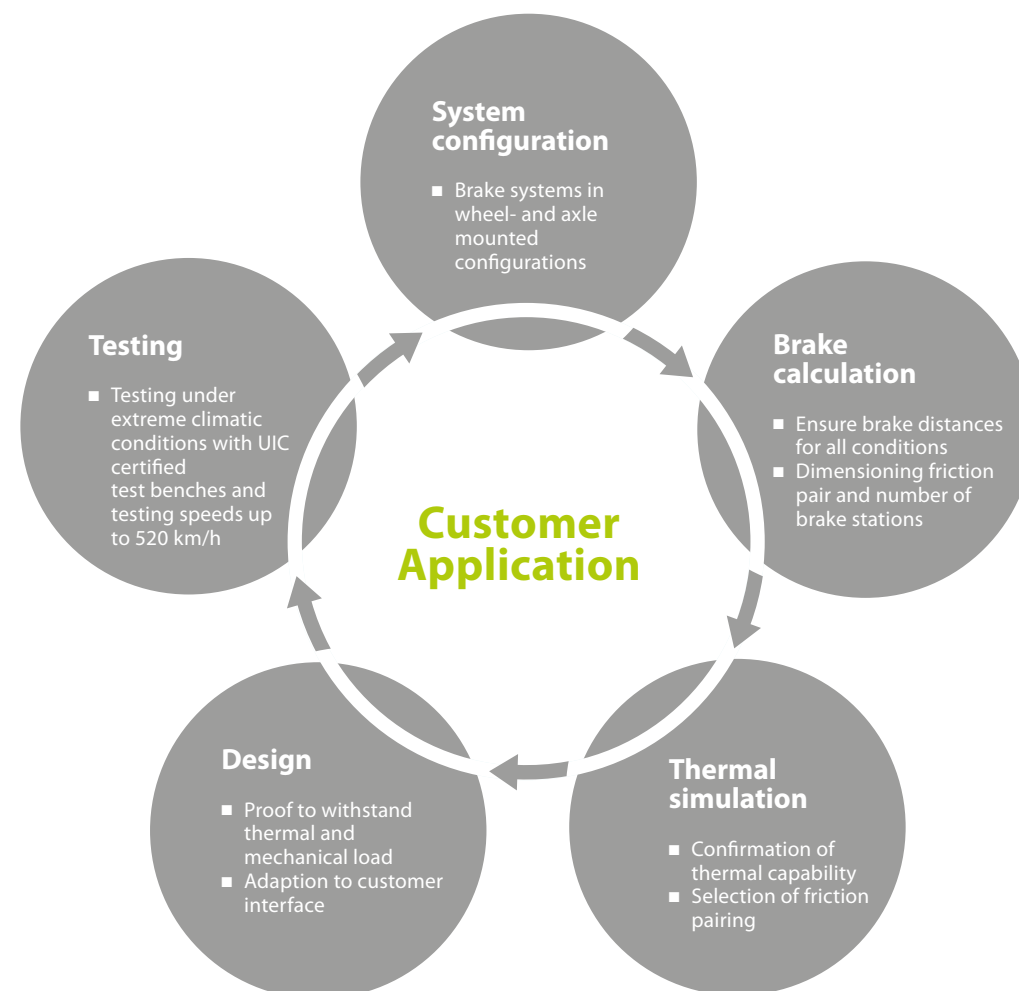 System
configuration
■ Brake systems in
wheel- and axle
mounted
configurations
Brake
calculation
■ Ensure brake distances
for all conditions
■ Dimensioning friction
pair and number of
brake stations
Thermal
simulation
■ Confirmation of
thermal capability
■ Selection of friction
pairing
Design
■ Proof to withstand
thermal and
mechanical load
■ Adaption to customer
interface
Testing
■ Testing under
extreme climatic
conditions with UIC
certified
test benches and
testing speeds up
to 520 km/h
Customer
Application